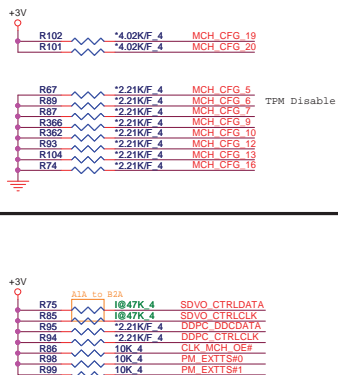 +3V
R102 *4.02K/F_4 MCH_CFG_19
R101 *4.02K/F_4 MCH_CFG_20
R67 *2.21K/F_4 MCH_CFG_5
R89 *2.21K/F_4 MCH_CFG_6 TPM Disable
R87 *2.21K/F_4 MCH_CFG_7
R366 *2.21K/F_4 MCH_CFG_9
R362 *2.21K/F_4 MCH_CFG_10
R93 *2.21K/F_4 MCH_CFG_12
R104 *2.21K/F_4 MCH_CFG_13
R74 *2.21K/F_4 MCH_CFG_16
+3V
A1A to B2A
R75 I@47K_4 SDVO_CTRLDATA
R85 I@47K_4 SDVO_CTRLCLK
R95 *2.21K/F_4 DDPC_DDCDATA
R94 *2.21K/F_4 DDPC_CTRLCLK
R86 10K_4 CLK_MCH_OE#
R98 10K_4 PM_EXTTS#0
R99 10K_4 PM_EXTTS#1